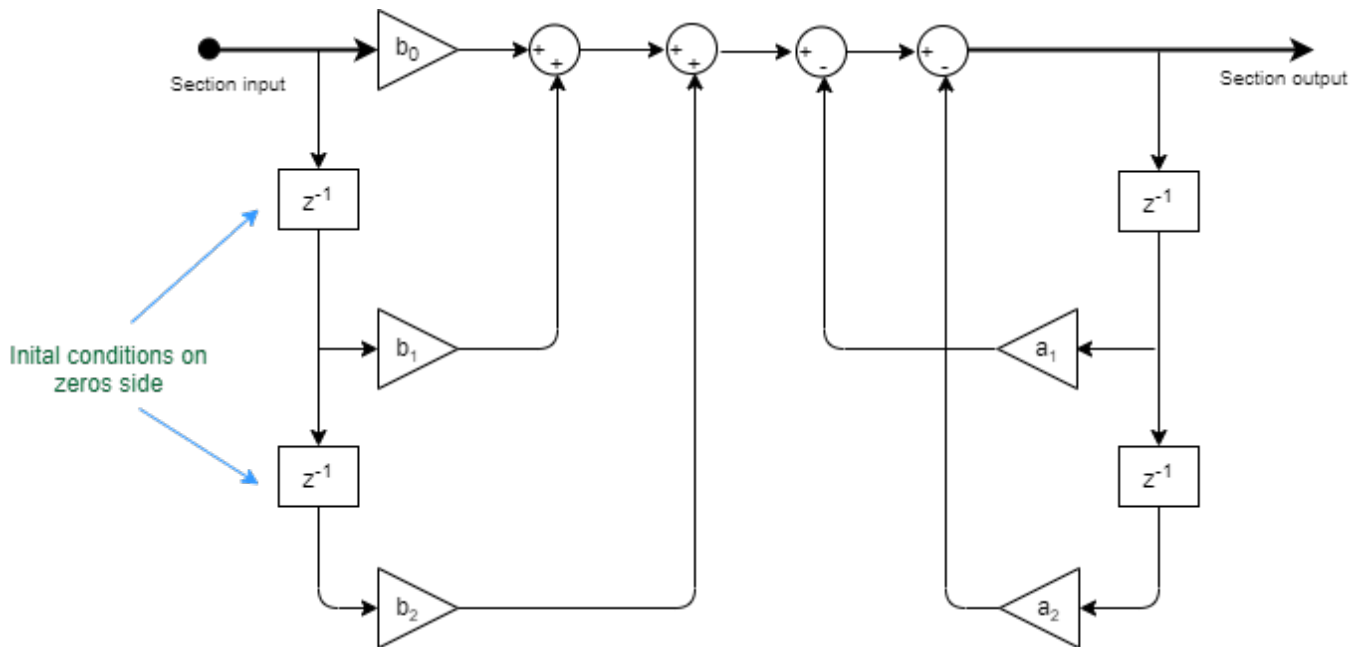 b₀
+
+
+
+
+
-
+
-
Section input
Section output
z⁻¹
z⁻¹
Inital conditions on
zeros side
b₁
a₁
z⁻¹
z⁻¹
b₂
a₂